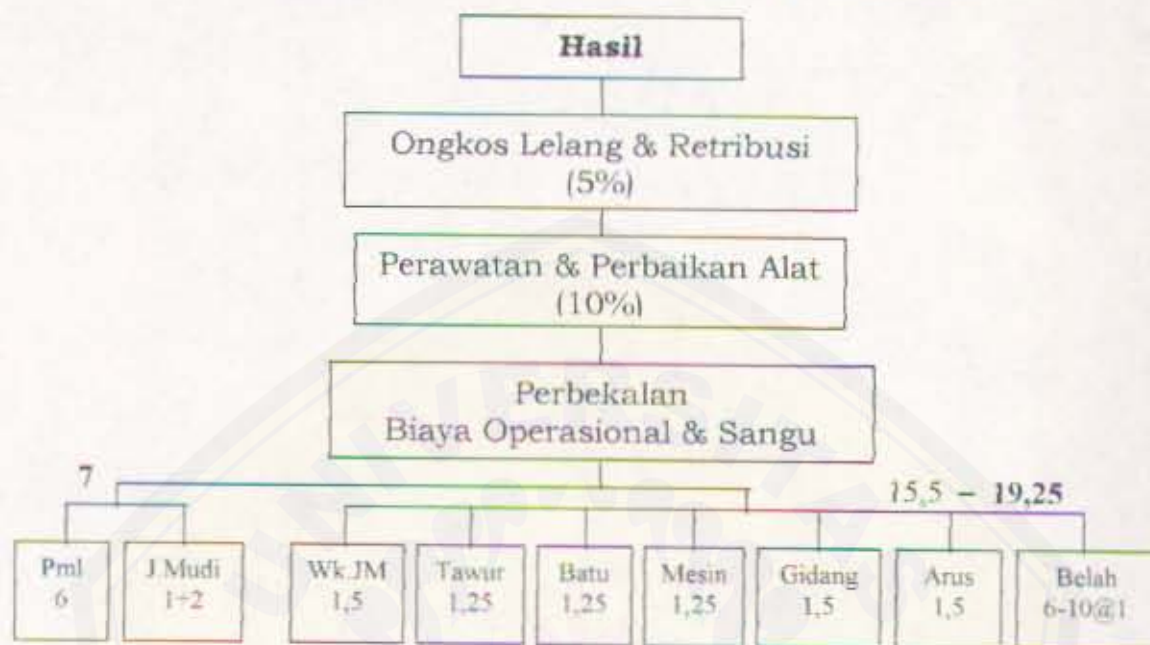 Hasil
Ongkos Lelang & Retribusi
(5%)
Perawatan & Perbaikan Alat
(10%)
Perbekalan
Biaya Operasional & Sangu
7
15,5 – 19,25
Pml
6
J.Mudi
1+2
Wk.JM
1,5
Tawur
1,25
Batu
1,25
Mesin
1,25
Gidang
1,5
Arus
1,5
Belah
6-10@1